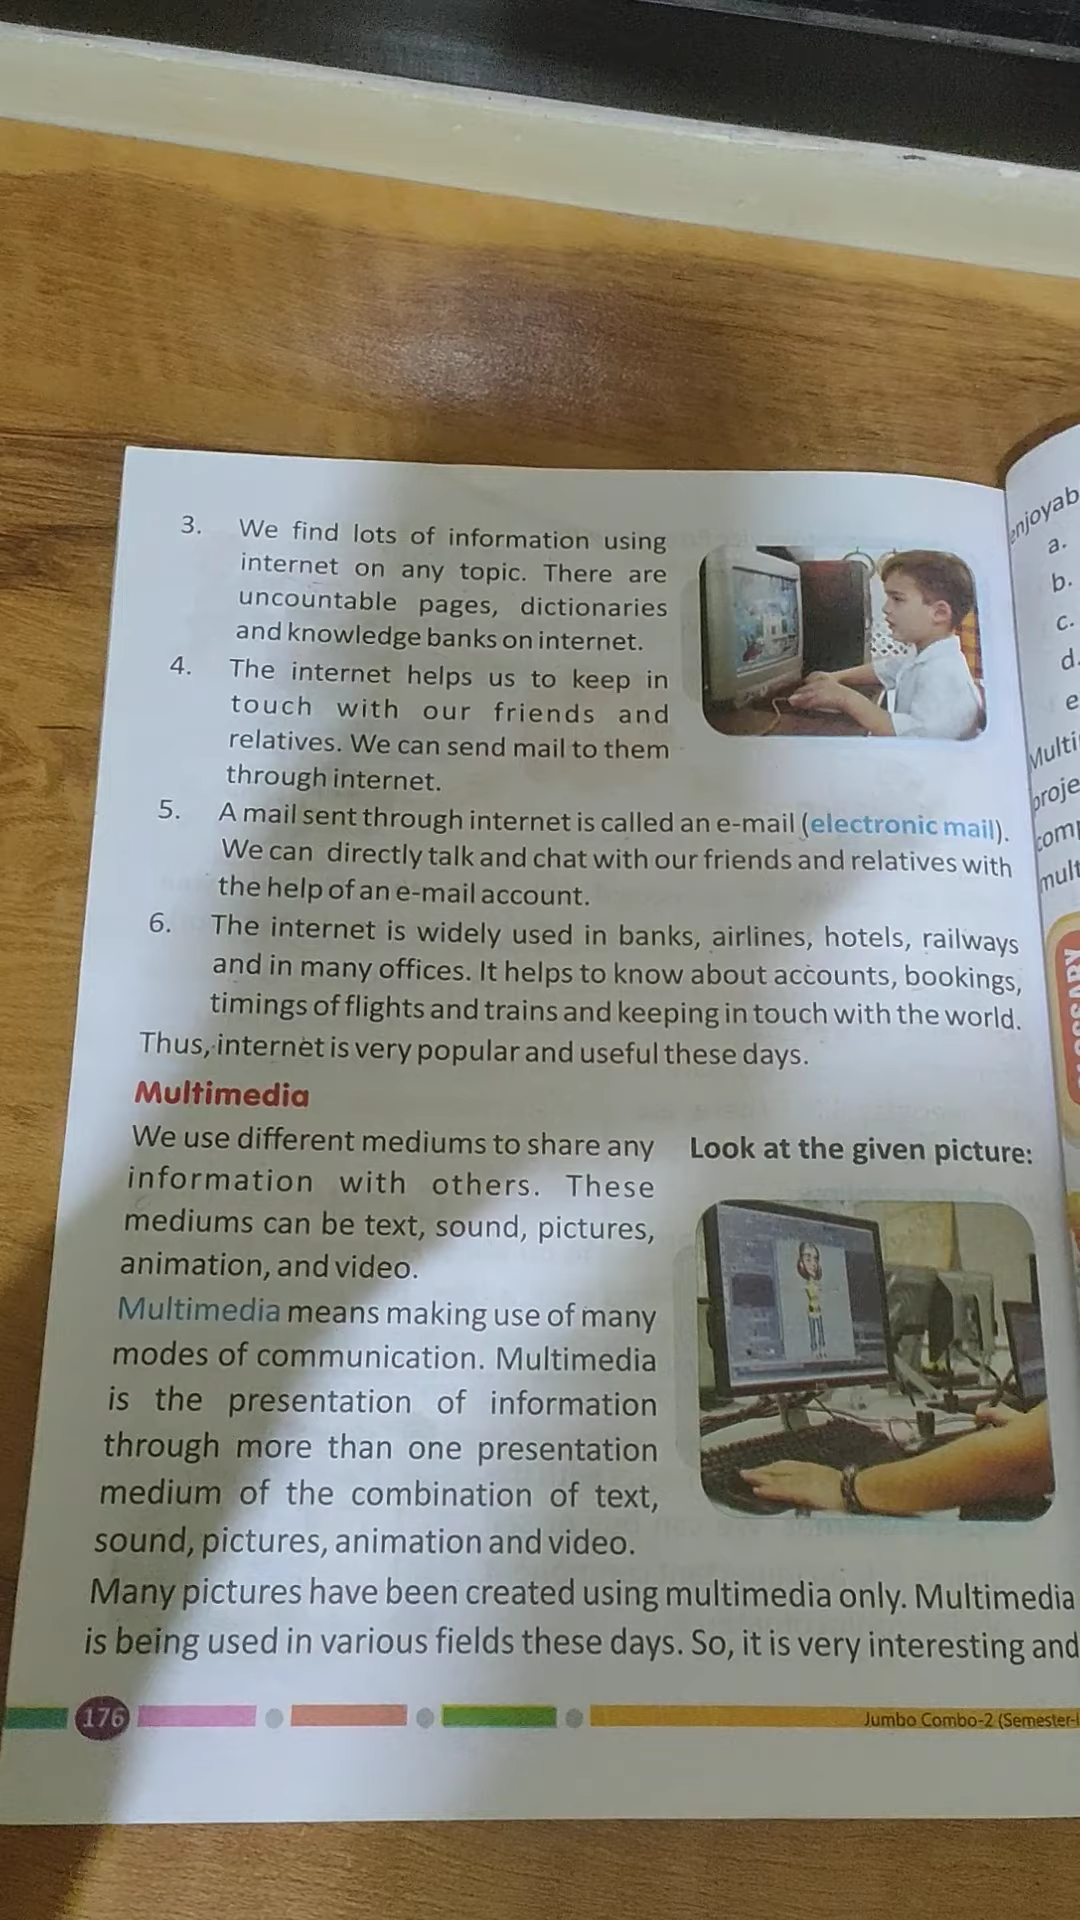 3. We find lots of information using
internet on any topic. There are
uncountable pages, dictionaries
and knowledge banks on internet.
4. The internet helps us to keep in
touch with our friends and
relatives. We can send mail to them
through internet.
5. A mail sent through internet is called an e-mail (electronic mail).
We can directly talk and chat with our friends and relatives with
the help of an e-mail account.
6. The internet is widely used in banks, airlines, hotels, railways
and in many offices. It helps to know about accounts, bookings,
timings of flights and trains and keeping in touch with the world.
Thus, internet is very popular and useful these days.
Multimedia
We use different mediums to share any
information with others. These
mediums can be text, sound, pictures,
animation, and video.
Multimedia means making use of many
modes of communication. Multimedia
is the presentation of information
through more than one presentation
medium of the combination of text,
sound, pictures, animation and video.
Look at the given picture:
Many pictures have been created using multimedia only. Multimedia
is being used in various fields these days. So, it is very interesting and
176
Jumbo Combo-2 (Semester-I
enjoyab
a.
b.
c.
d.
e
Multi
proje
com
mult